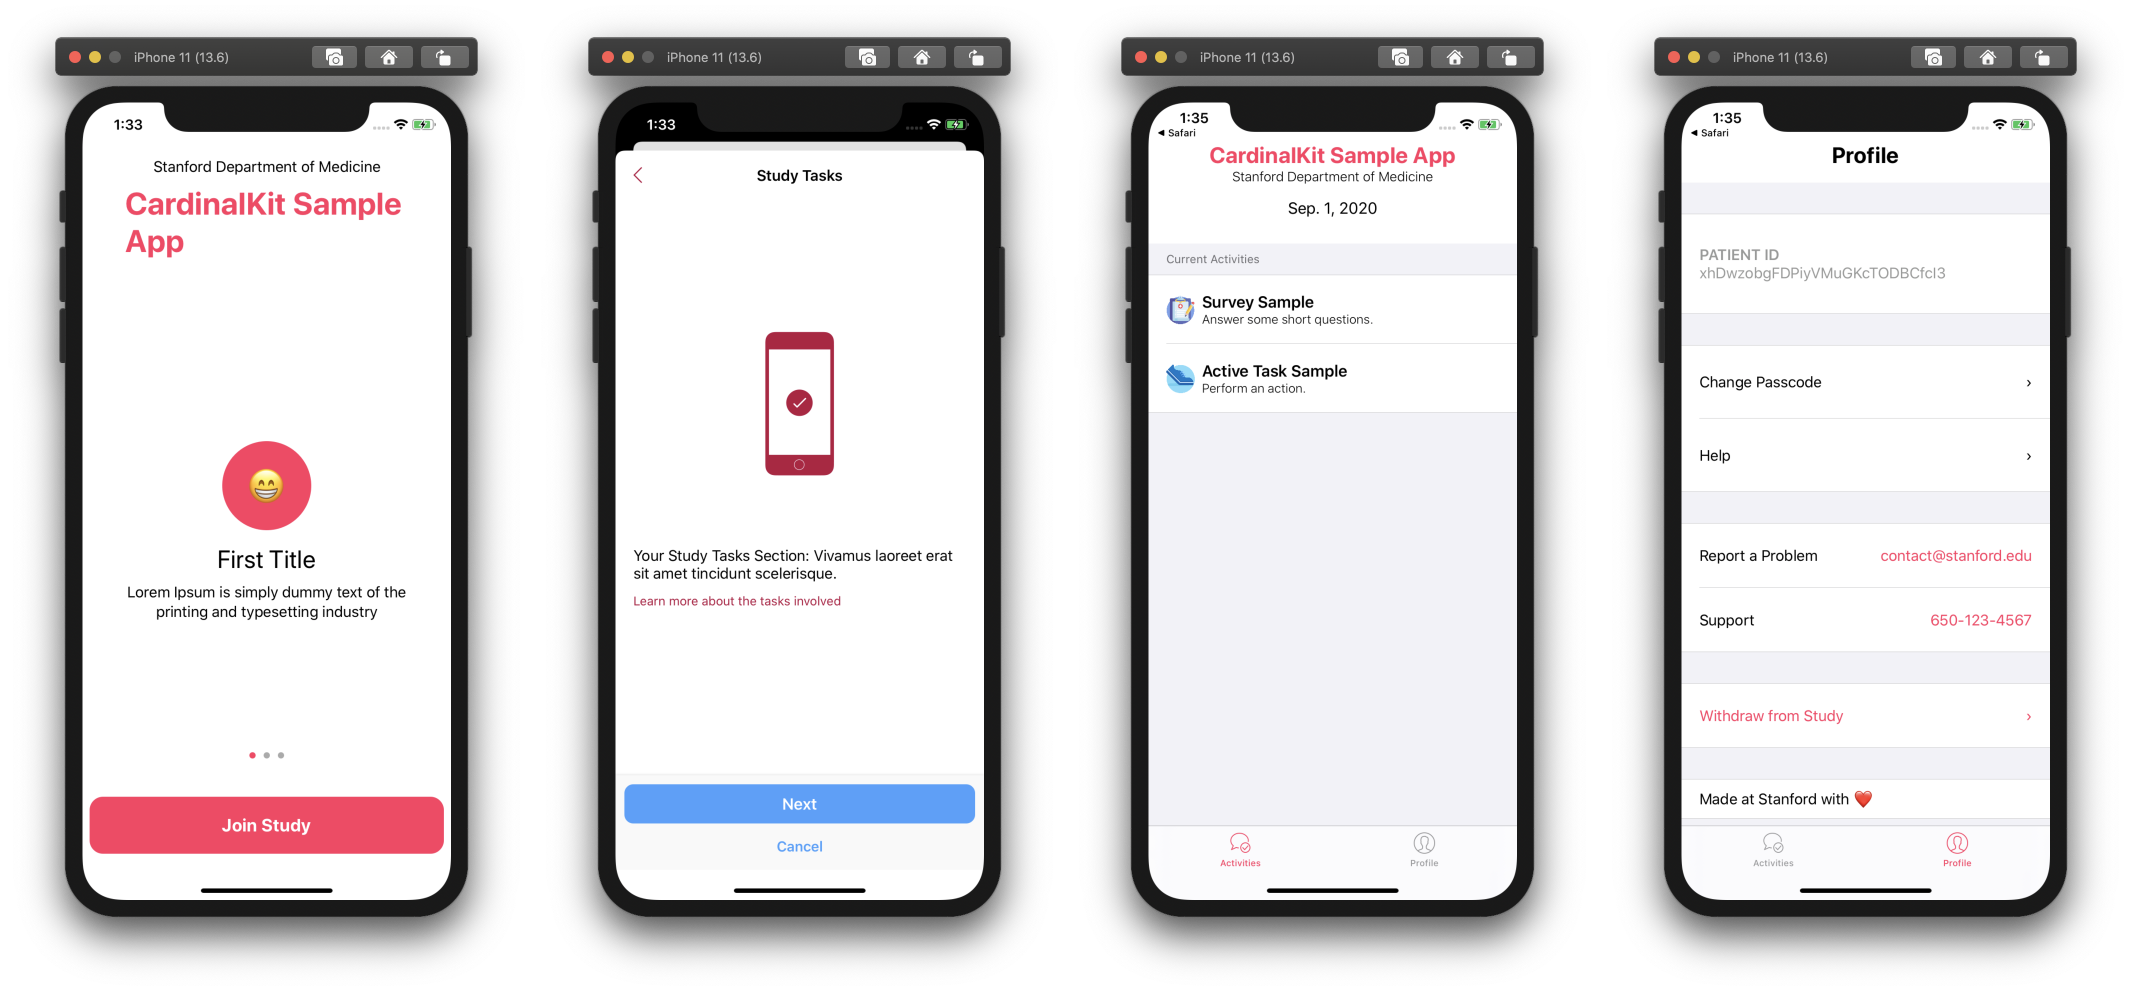 iPhone 11 (13.6)
1:33
Stanford Department of Medicine
CardinalKit Sample
App
First Title
Lorem Ipsum is simply dummy text of the
printing and typesetting industry
Join Study
iPhone 11 (13.6)
1:33
Study Tasks
Your Study Tasks Section: Vivamus laoreet erat
sit amet tincidunt scelerisque.
Learn more about the tasks involved
Next
Cancel
iPhone 11 (13.6)
1:35
◀ Safari
CardinalKit Sample App
Stanford Department of Medicine
Sep. 1, 2020
Current Activities
Survey Sample
Answer some short questions.
Active Task Sample
Perform an action.
Activities
Profile
iPhone 11 (13.6)
1:35
◀ Safari
Profile
PATIENT ID
xhDwzobgFDPiyVMuGKcTODBCfcI3
Change Passcode ›
Help ›
Report a Problem contact@stanford.edu
Support 650-123-4567
Withdraw from Study ›
Made at Stanford with ❤️
Activities
Profile